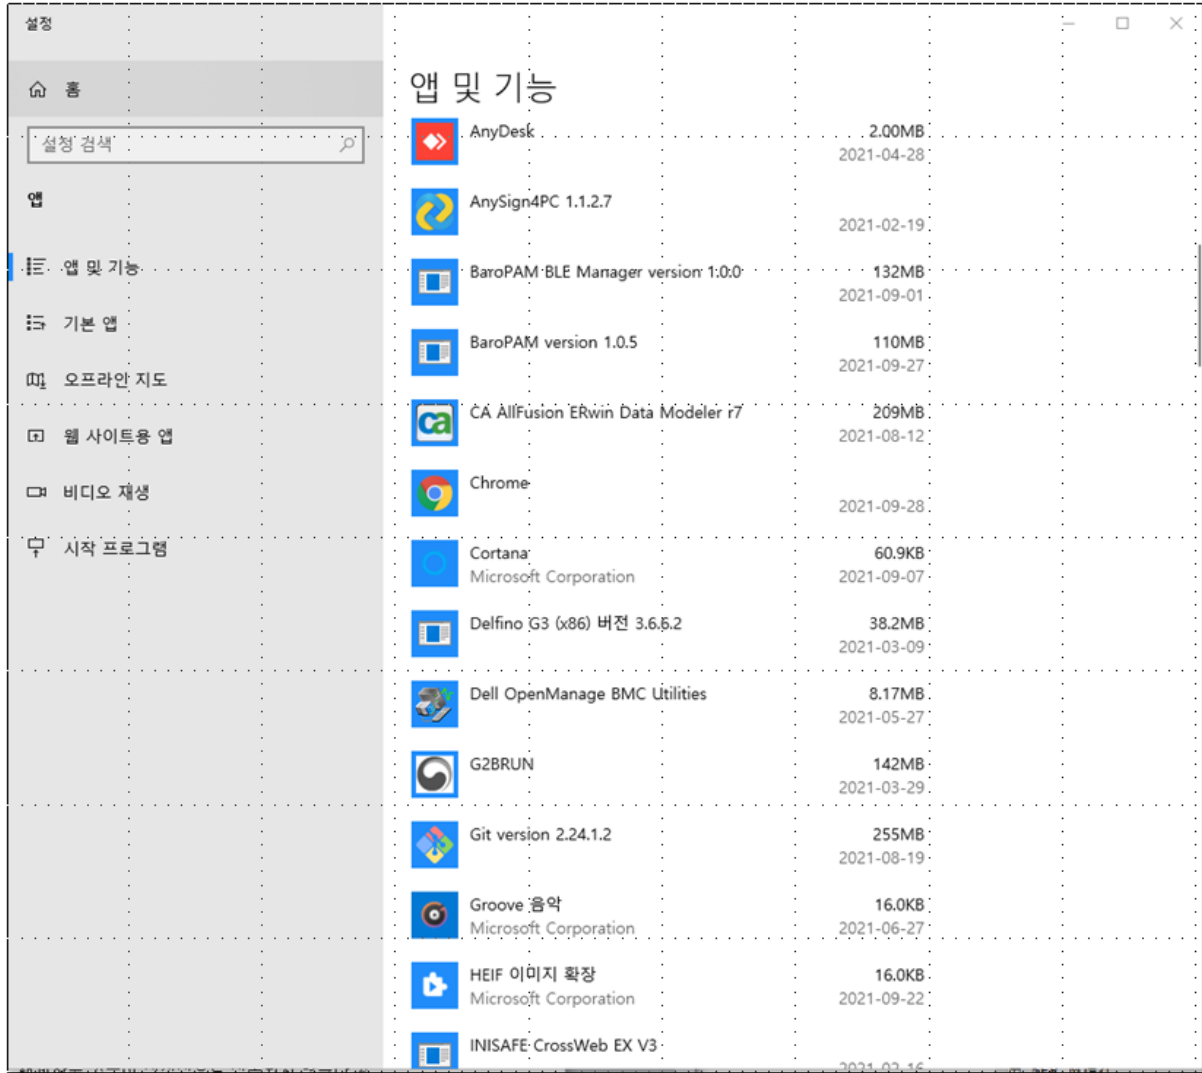 설정
홈
설정 검색
앱
앱 및 기능
기본 앱
오프라인 지도
웹 사이트용 앱
비디오 재생
시작 프로그램
앱 및 기능
AnyDesk 2.00MB
2021-04-28
AnySign4PC 1.1.2.7
2021-02-19
BaroPAM BLE Manager version 1.0.0 132MB
2021-09-01
BaroPAM version 1.0.5 110MB
2021-09-27
CA AllFusion ERwin Data Modeler r7 209MB
2021-08-12
Chrome
2021-09-28
Cortana 60.9KB
Microsoft Corporation 2021-09-07
Delfino G3 (x86) 버전 3.6.6.2 38.2MB
2021-03-09
Dell OpenManage BMC Utilities 8.17MB
2021-05-27
G2BRUN 142MB
2021-03-29
Git version 2.24.1.2 255MB
2021-08-19
Groove 음악 16.0KB
Microsoft Corporation 2021-06-27
HEIF 이미지 확장 16.0KB
Microsoft Corporation 2021-09-22
INISAFE CrossWeb EX V3
2021-02-16